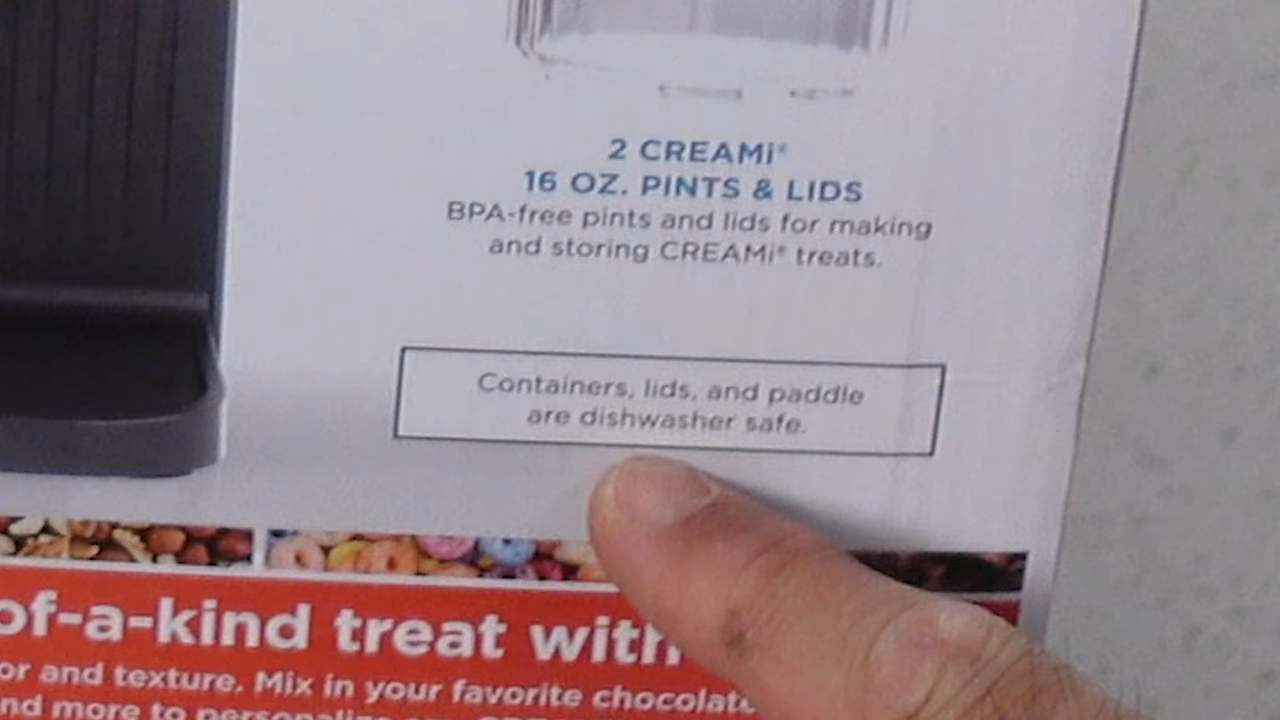 2 CREAMi®
16 OZ. PINTS & LIDS
BPA-free pints and lids for making
and storing CREAMi® treats.
Containers, lids, and paddle
are dishwasher safe.
of-a-kind treat with
or and texture. Mix in your favorite chocolate
nd more to personalize